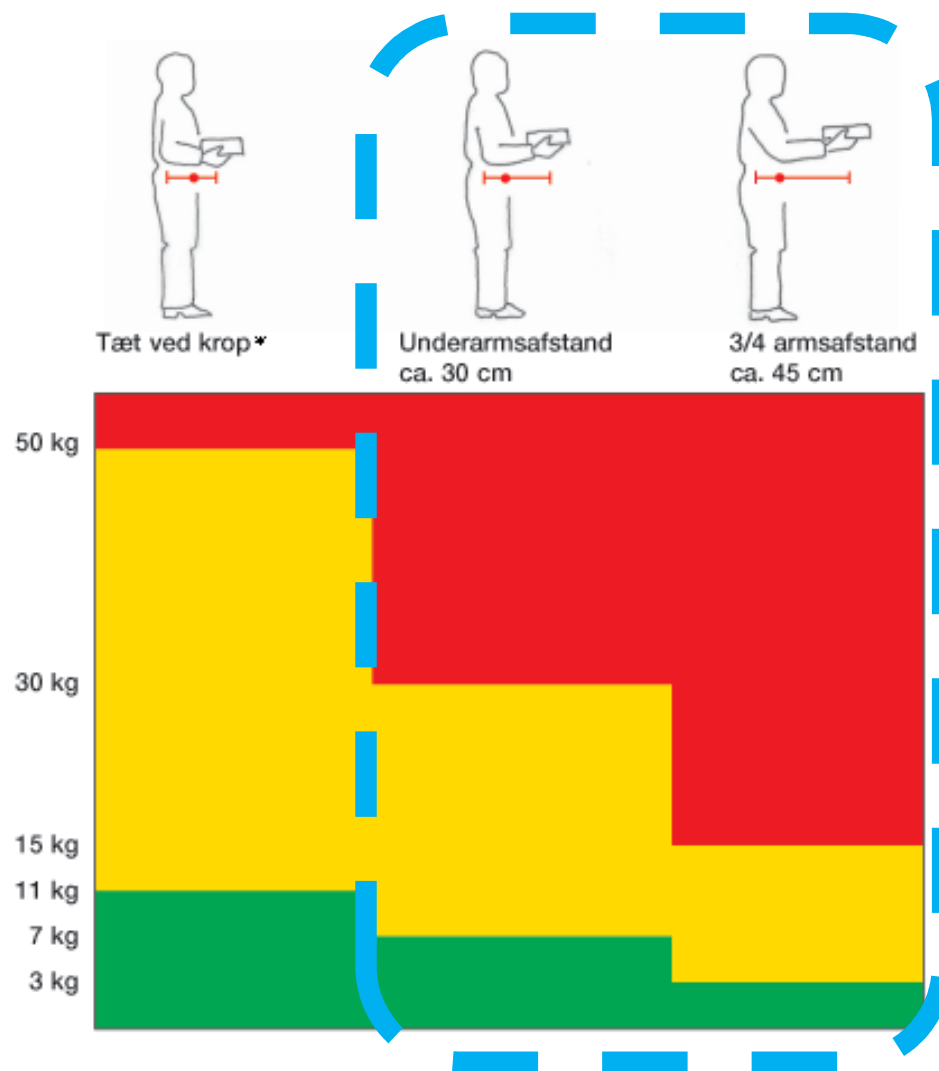 Tæt ved krop*
Underarmsafstand
ca. 30 cm
3/4 armsafstand
ca. 45 cm
50 kg
30 kg
15 kg
11 kg
7 kg
3 kg